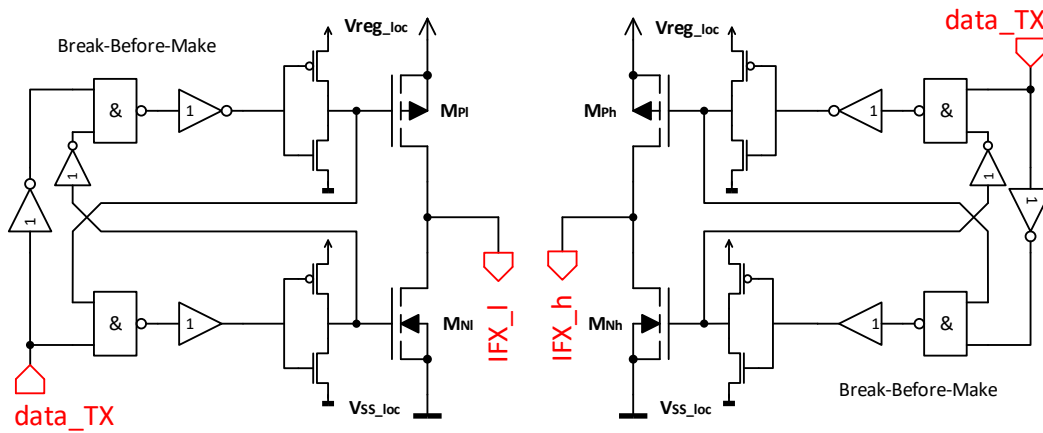 Break-Before-Make
Vreg_loc
Vreg_loc
data_TX
&
1
MPl
MPh
1
&
1
1
1
1
&
1
MNl
IFX_l
IFX_h
MNh
1
&
data_TX
VSS_loc
VSS_loc
Break-Before-Make